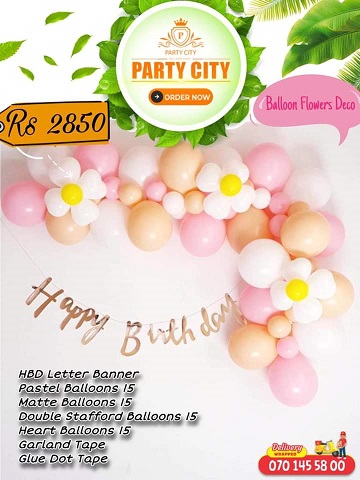 P
PARTY CITY
PARTY CITY
ORDER NOW
Balloon Flowers Deco
Rs 2850
Happy Birthday
HBD Letter Banner
Pastel Balloons 15
Matte Balloons 15
Double Stafford Balloons 15
Heart Balloons 15
Garland Tape
Glue Dot Tape
Delivery
WRAPPED
070 145 58 00